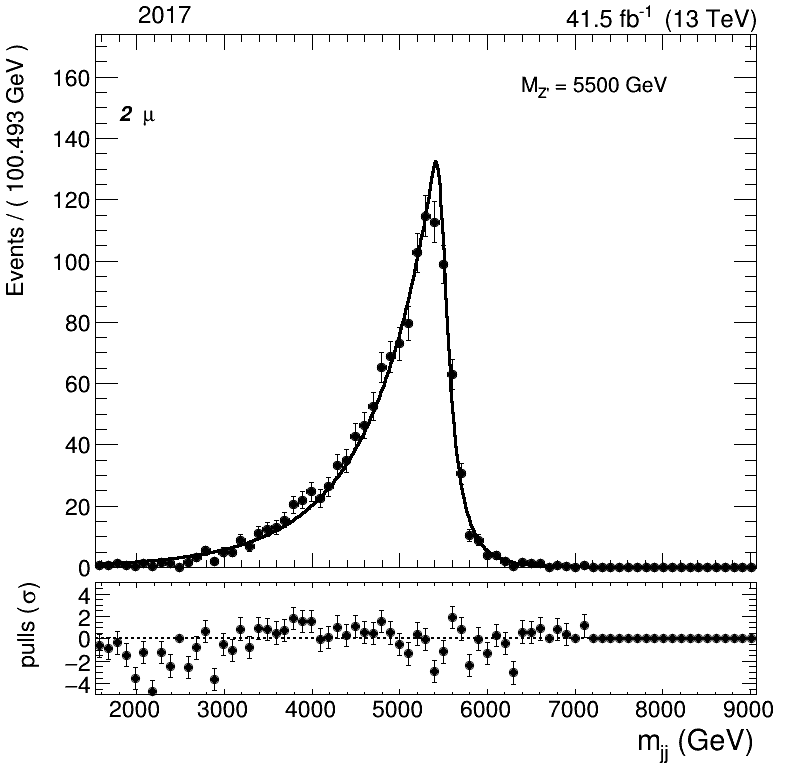 2017 41.5 fb-1 (13 TeV)
Events / ( 100.493 GeV )
160
140
120
100
80
60
40
20
0
MZ' = 5500 GeV
2 μ
pulls (σ)
4
2
0
−2
−4
2000 3000 4000 5000 6000 7000 8000 9000
mjj (GeV)